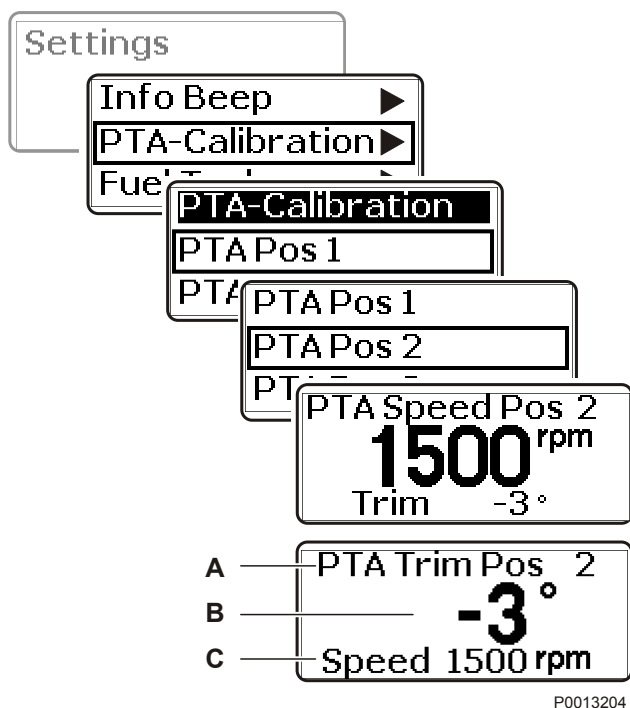 Settings
Info Beep
PTA-Calibration
PTA-Calibration
PTA Pos 1
PTA Pos 1
PTA Pos 2
PTA Speed Pos 2
1500 rpm
Trim -3°
A PTA Trim Pos 2
B -3°
C Speed 1500 rpm
P0013204